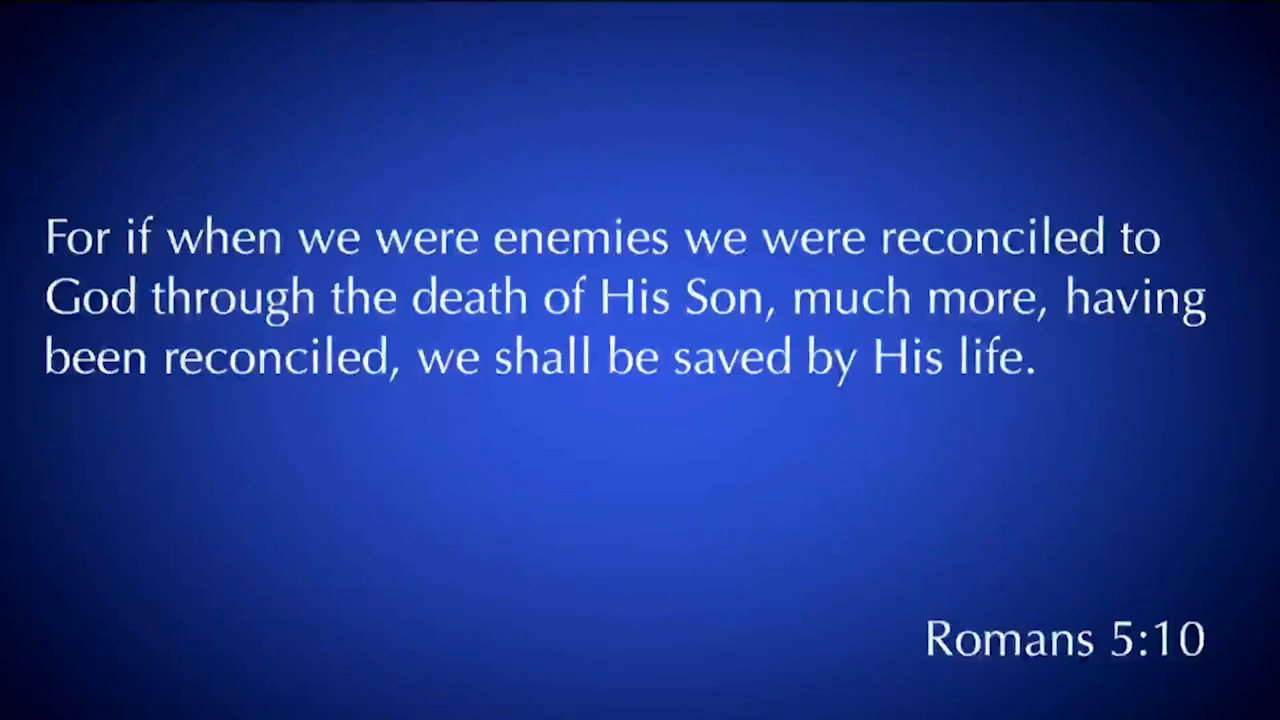 For if when we were enemies we were reconciled to
God through the death of His Son, much more, having
been reconciled, we shall be saved by His life.
Romans 5:10